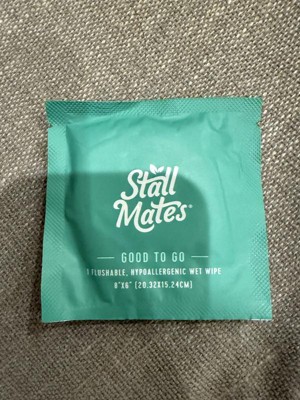 Stall
Mates®
GOOD TO GO
1 FLUSHABLE, HYPOALLERGENIC WET WIPE
8"X6" (20.32X15.24CM)